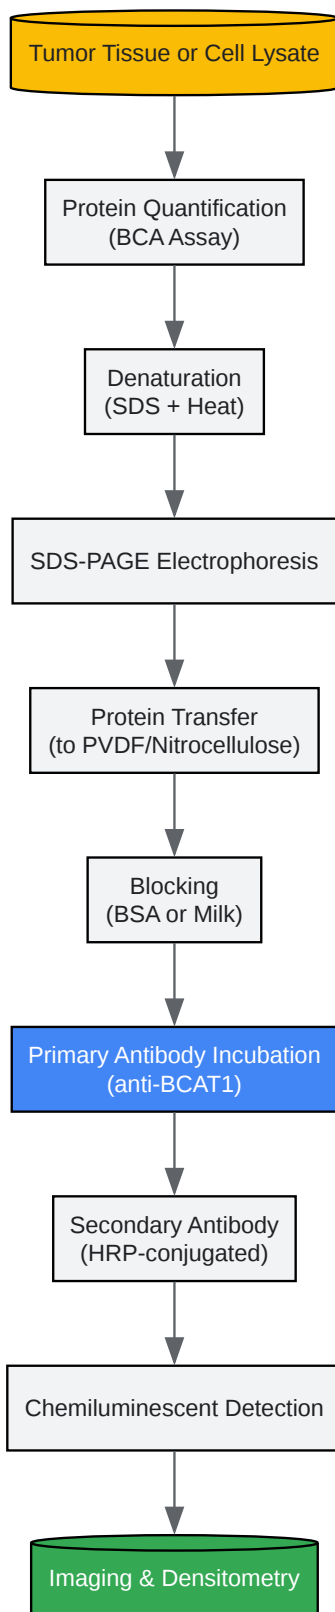 Tumor Tissue or Cell Lysate
Protein Quantification
(BCA Assay)
Denaturation
(SDS + Heat)
SDS-PAGE Electrophoresis
Protein Transfer
(to PVDF/Nitrocellulose)
Blocking
(BSA or Milk)
Primary Antibody Incubation
(anti-BCAT1)
Secondary Antibody
(HRP-conjugated)
Chemiluminescent Detection
Imaging & Densitometry